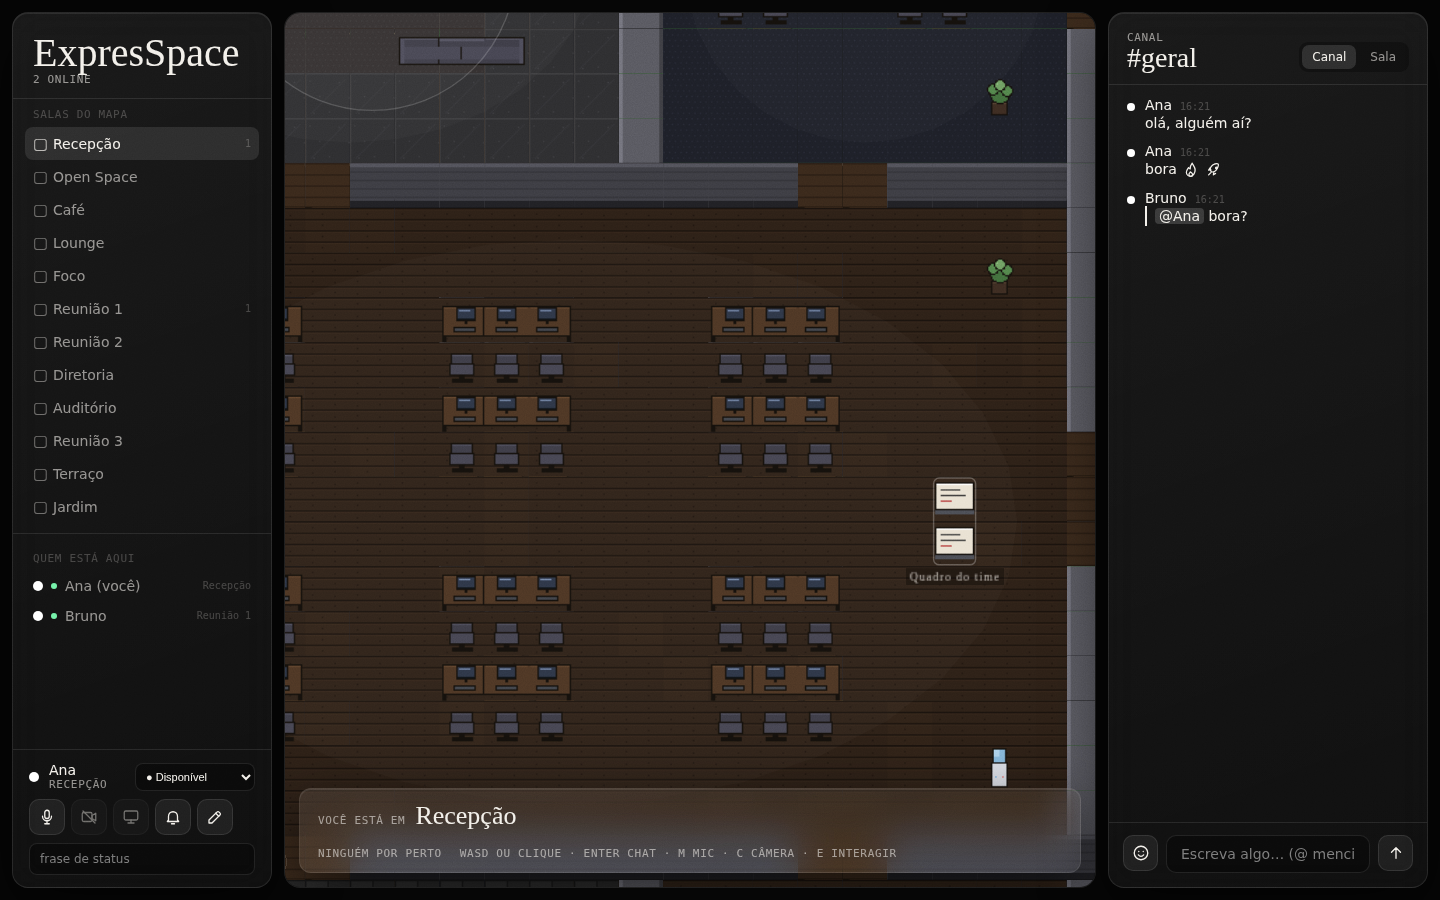 ExpresSpace
2 ONLINE
SALAS DO MAPA
Recepção 1
Open Space
Café
Lounge
Foco
Reunião 1 1
Reunião 2
Diretoria
Auditório
Reunião 3
Terraço
Jardim
QUEM ESTÁ AQUI
Ana (você) Recepção
Bruno Reunião 1
Ana
RECEPÇÃO
● Disponível
frase de status
Quadro do time
VOCÊ ESTÁ EM Recepção
NINGUÉM POR PERTO WASD OU CLIQUE · ENTER CHAT · M MIC · C CÂMERA · E INTERAGIR
CANAL
#geral
Canal Sala
Ana 16:21
olá, alguém aí?
Ana 16:21
bora
Bruno 16:21
@Ana bora?
Escreva algo… (@ menci